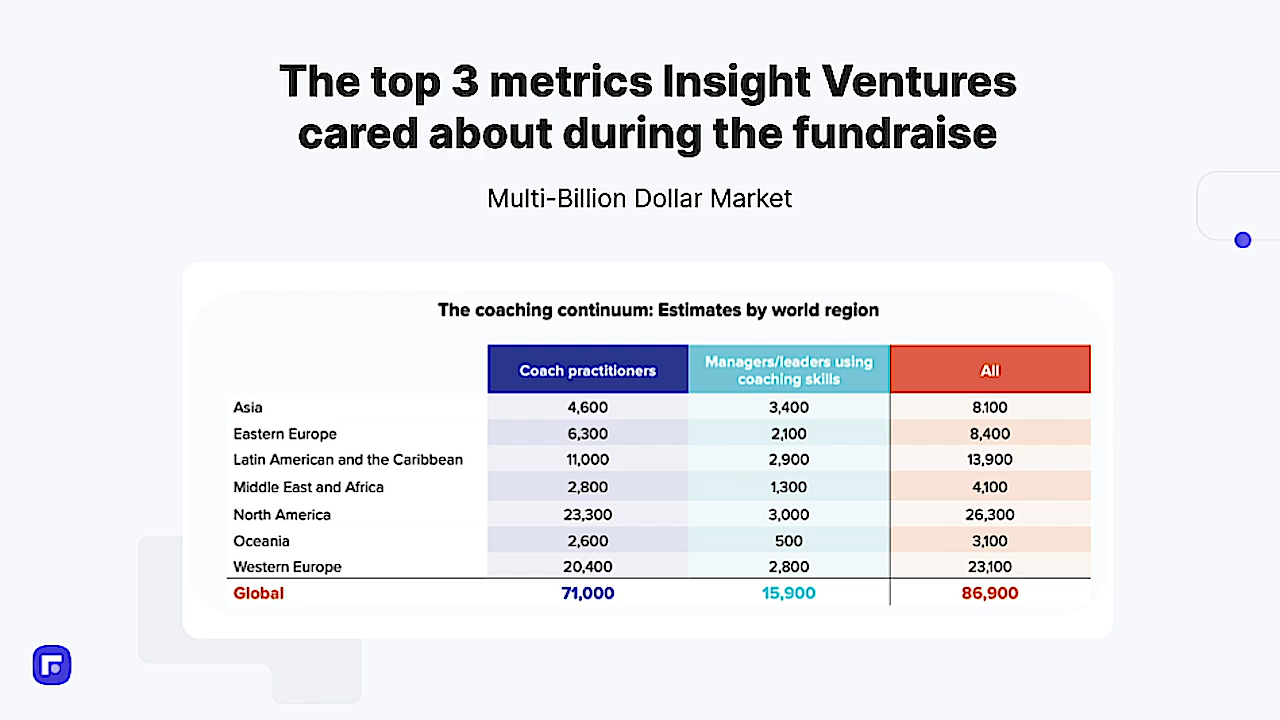 The top 3 metrics Insight Ventures
cared about during the fundraise
Multi-Billion Dollar Market
The coaching continuum: Estimates by world region
Coach practitioners Managers/leaders using coaching skills All
Asia 4,600 3,400 8.100
Eastern Europe 6,300 2,100 8,400
Latin American and the Caribbean 11,000 2,900 13,900
Middle East and Africa 2,800 1,300 4,100
North America 23,300 3,000 26,300
Oceania 2,600 500 3,100
Western Europe 20,400 2,800 23,100
Global 71,000 15,900 86,900